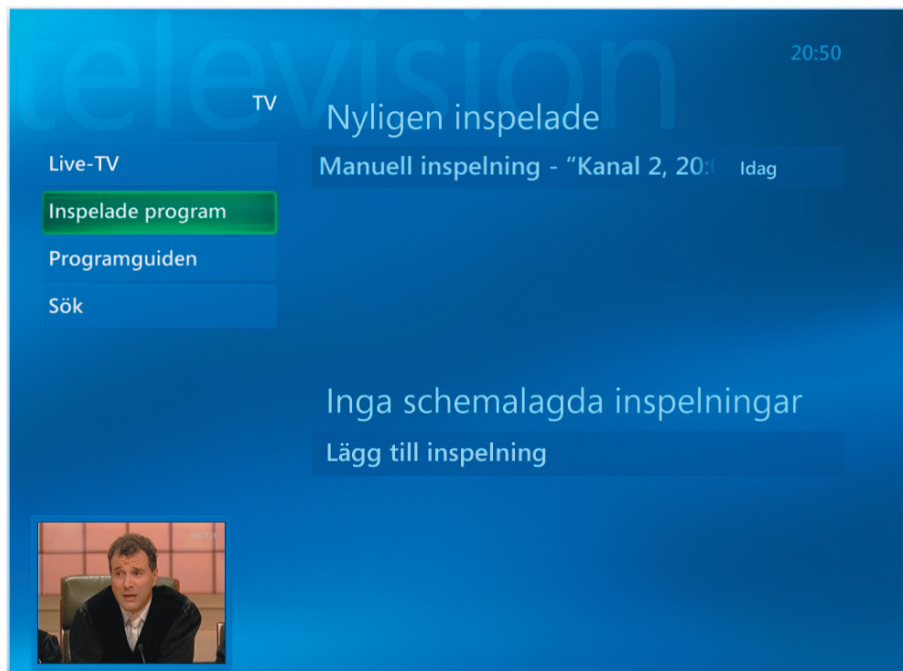 television
20:50
TV
Nyligen inspelade
Live-TV
Manuell inspelning - "Kanal 2, 20: Idag
Inspelade program
Programguiden
Sök
Inga schemalagda inspelningar
Lägg till inspelning